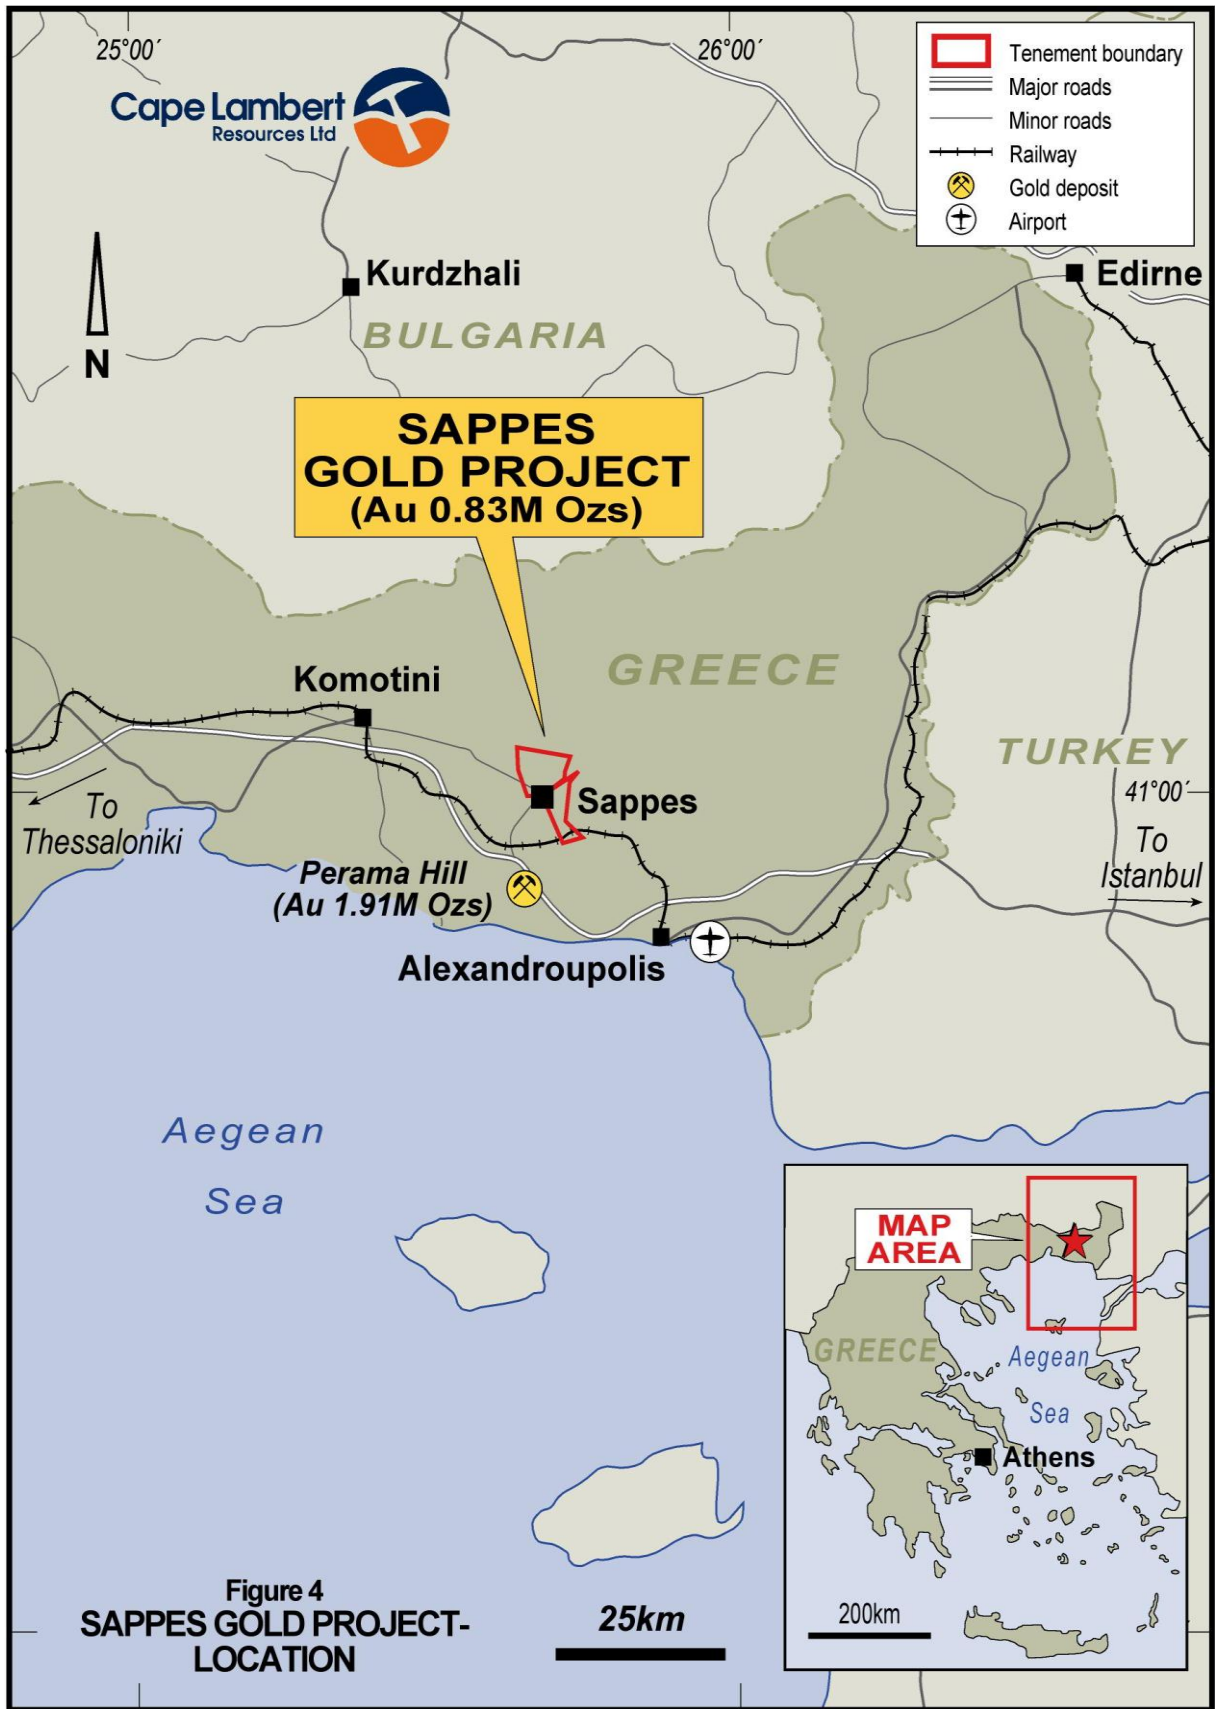 25°00´
26°00´
Cape Lambert
Resources Ltd
Tenement boundary
Major roads
Minor roads
Railway
Gold deposit
Airport
N
Kurdzhali
BULGARIA
Edirne
SAPPES
GOLD PROJECT
(Au 0.83M Ozs)
GREECE
Komotini
TURKEY
Sappes
41°00´
To
Thessaloniki
To
Istanbul
Perama Hill
(Au 1.91M Ozs)
Alexandroupolis
Aegean
Sea
MAP
AREA
GREECE
Aegean
Sea
Athens
200km
Figure 4
SAPPES GOLD PROJECT-
LOCATION
25km